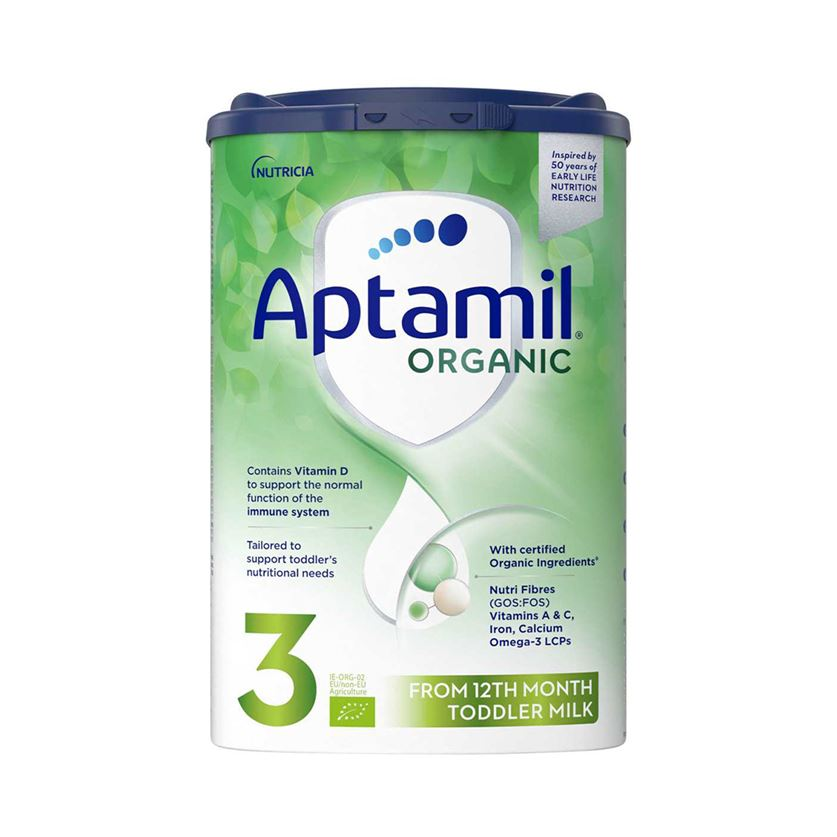 NUTRICIA
Inspired by
50 years of
EARLY LIFE
NUTRITION
RESEARCH
Aptamil®
ORGANIC
Contains Vitamin D
to support the normal
function of the
immune system
Tailored to
support toddler's
nutritional needs
With certified
Organic Ingredients°
Nutri Fibres
(GOS:FOS)
Vitamins A & C,
Iron, Calcium
Omega-3 LCPs
3
IE-ORG-02
EU/non-EU
Agriculture
FROM 12TH MONTH
TODDLER MILK